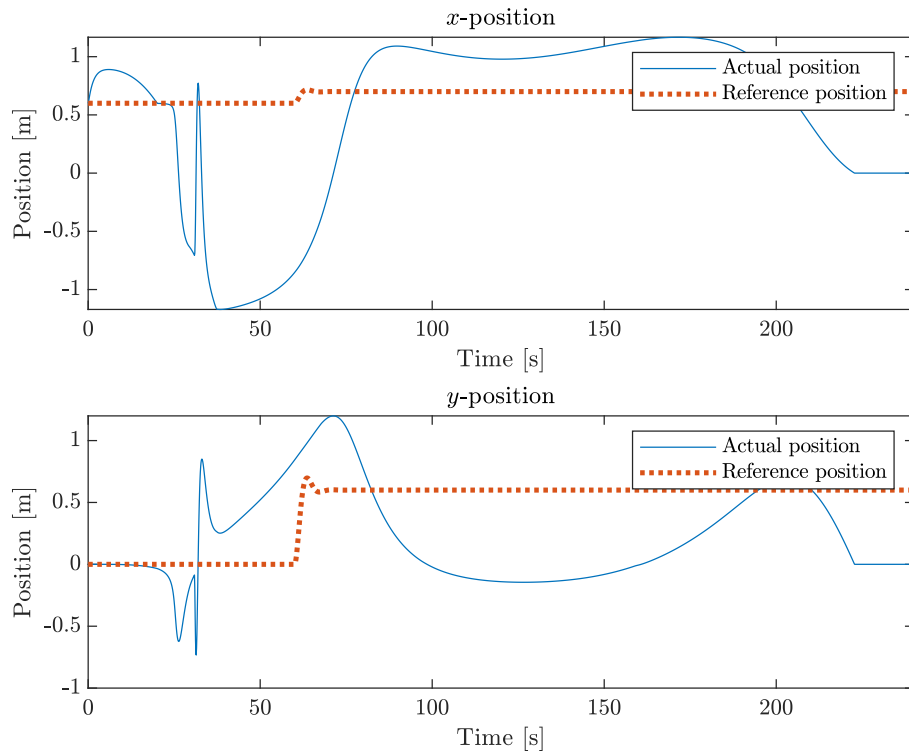 x-position
1
0.5
0
-0.5
-1
Position [m]
Actual position
Reference position
0
50
100
150
200
Time [s]
y-position
1
0.5
0
-0.5
-1
Position [m]
Actual position
Reference position
0
50
100
150
200
Time [s]